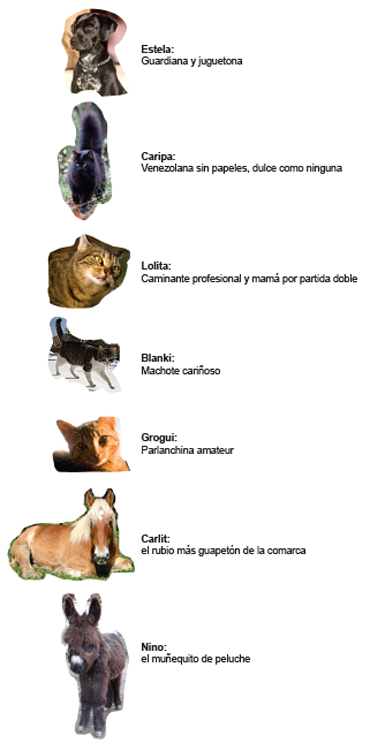 Estela:
Guardiana y juguetona
Caripa:
Venezolana sin papeles, dulce como ninguna
Lolita:
Caminante profesional y mamá por partida doble
Blanki:
Machote cariñoso
Grogui:
Parlanchina amateur
Carlit:
el rubio más guapetón de la comarca
Nino:
el muñequito de peluche